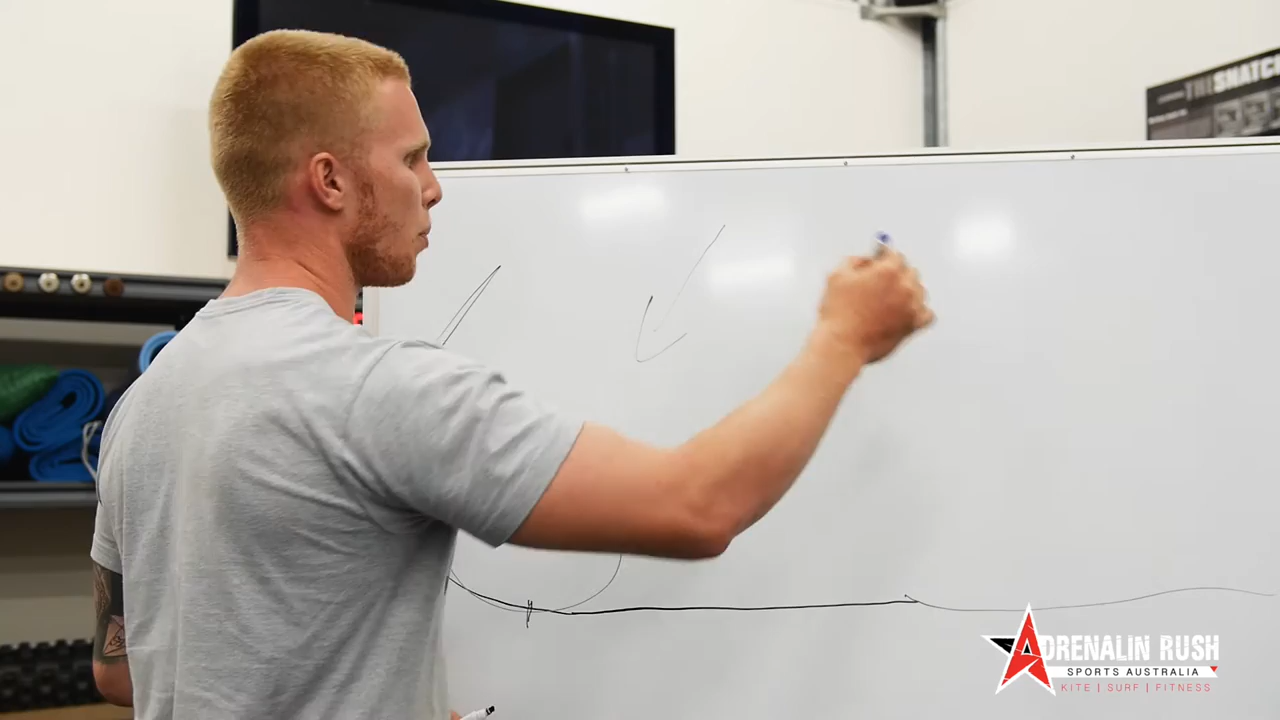 THE SNATCH
ADRENALIN RUSH
SPORTS AUSTRALIA
KITE | SURF | FITNESS